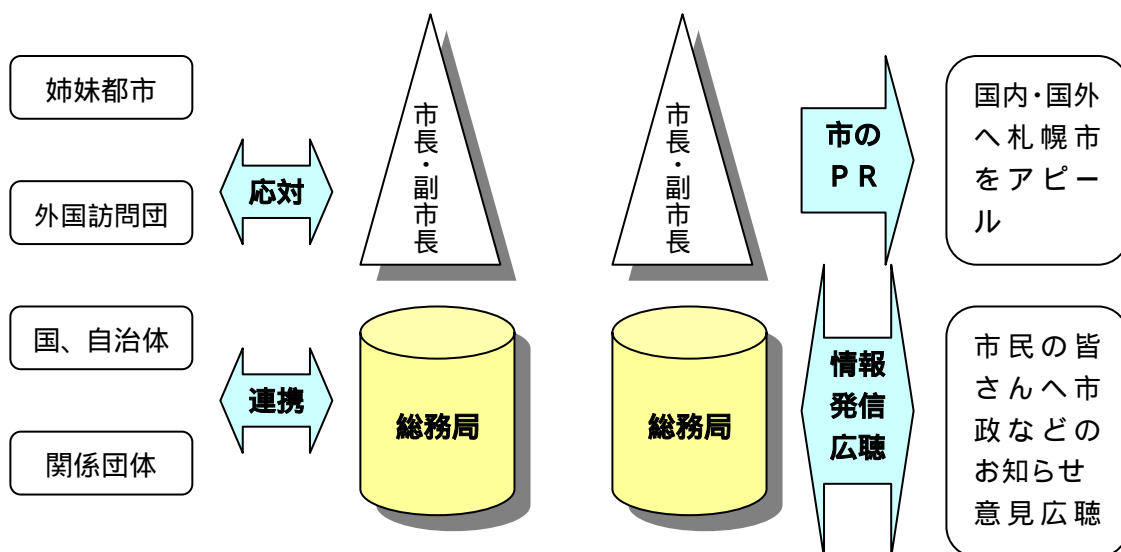 姉妹都市
外国訪問団
国、自治体
関係団体
応対
連携
市長・副市長
総務局
市長・副市長
総務局
市の
ＰＲ
情報
発信
広聴
国内・国外
へ札幌市
をアピー
ル
市民の皆
さんへ市
政などの
お知らせ
意見広聴